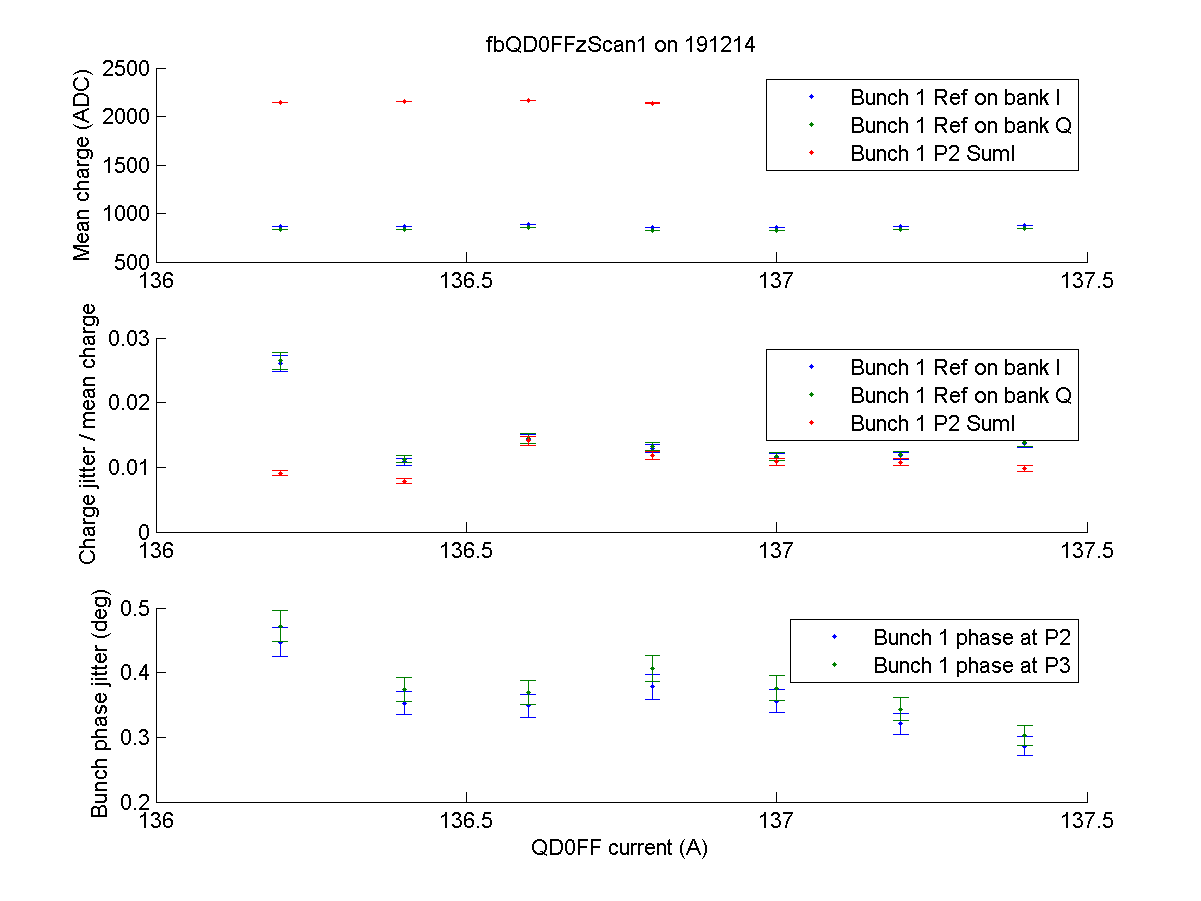 fbQD0FFzScan1 on 191214
Mean charge (ADC)
2500
2000
1500
1000
500
136
136.5
137
137.5
Bunch 1 Ref on bank I
Bunch 1 Ref on bank Q
Bunch 1 P2 SumI
Charge jitter / mean charge
0.03
0.02
0.01
0
136
136.5
137
137.5
Bunch 1 Ref on bank I
Bunch 1 Ref on bank Q
Bunch 1 P2 SumI
Bunch phase jitter (deg)
0.5
0.4
0.3
0.2
136
136.5
137
137.5
Bunch 1 phase at P2
Bunch 1 phase at P3
QD0FF current (A)